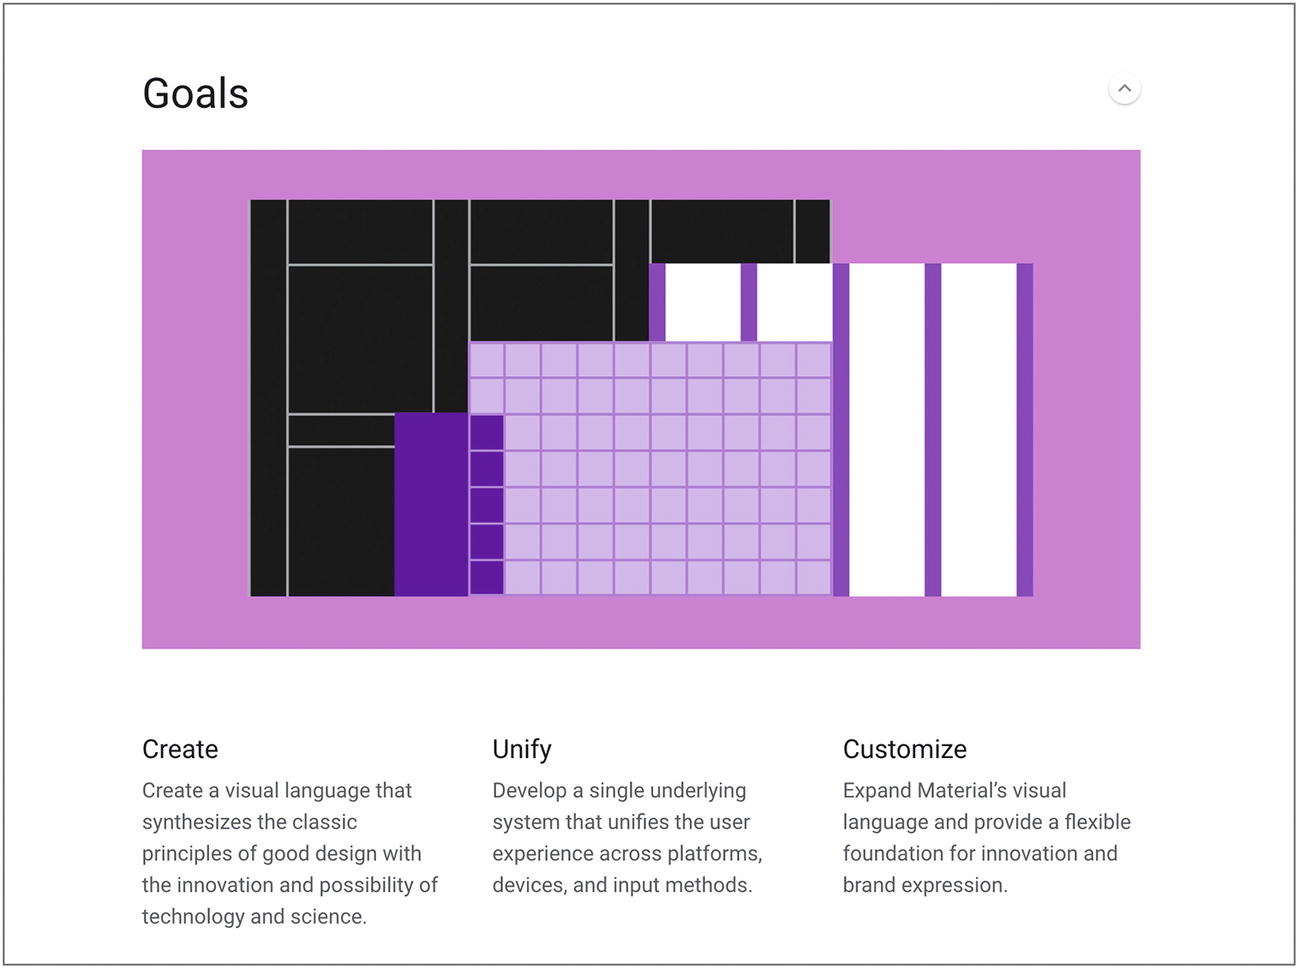 Goals
Create
Create a visual language that
synthesizes the classic
principles of good design with
the innovation and possibility of
technology and science.
Unify
Develop a single underlying
system that unifies the user
experience across platforms,
devices, and input methods.
Customize
Expand Material’s visual
language and provide a flexible
foundation for innovation and
brand expression.